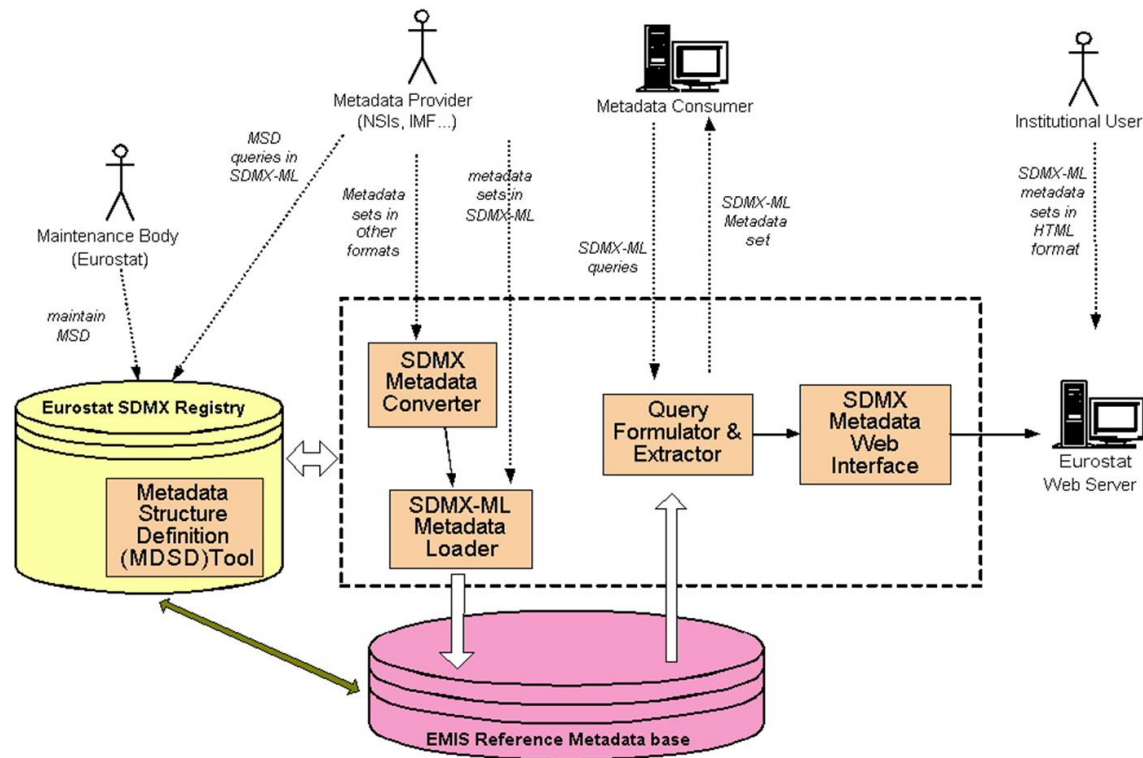 Metadata Provider
(NSIs, IMF...)
Metadata Consumer
Institutional User
MSD
queries in
SDMX-ML
Maintenance Body
(Eurostat)
Metadata
sets in
other
formats
metadata
sets in
SDMX-ML
SDMX-ML
queries
SDMX-ML
Metadata
set
SDMX-ML
metadata
sets in
HTML
format
maintain
MSD
Eurostat SDMX Registry
Metadata
Structure
Definition
(MDSD)Tool
SDMX
Metadata
Converter
SDMX-ML
Metadata
Loader
Query
Formulator &
Extractor
SDMX
Metadata
Web
Interface
Eurostat
Web Server
EMIS Reference Metadata base